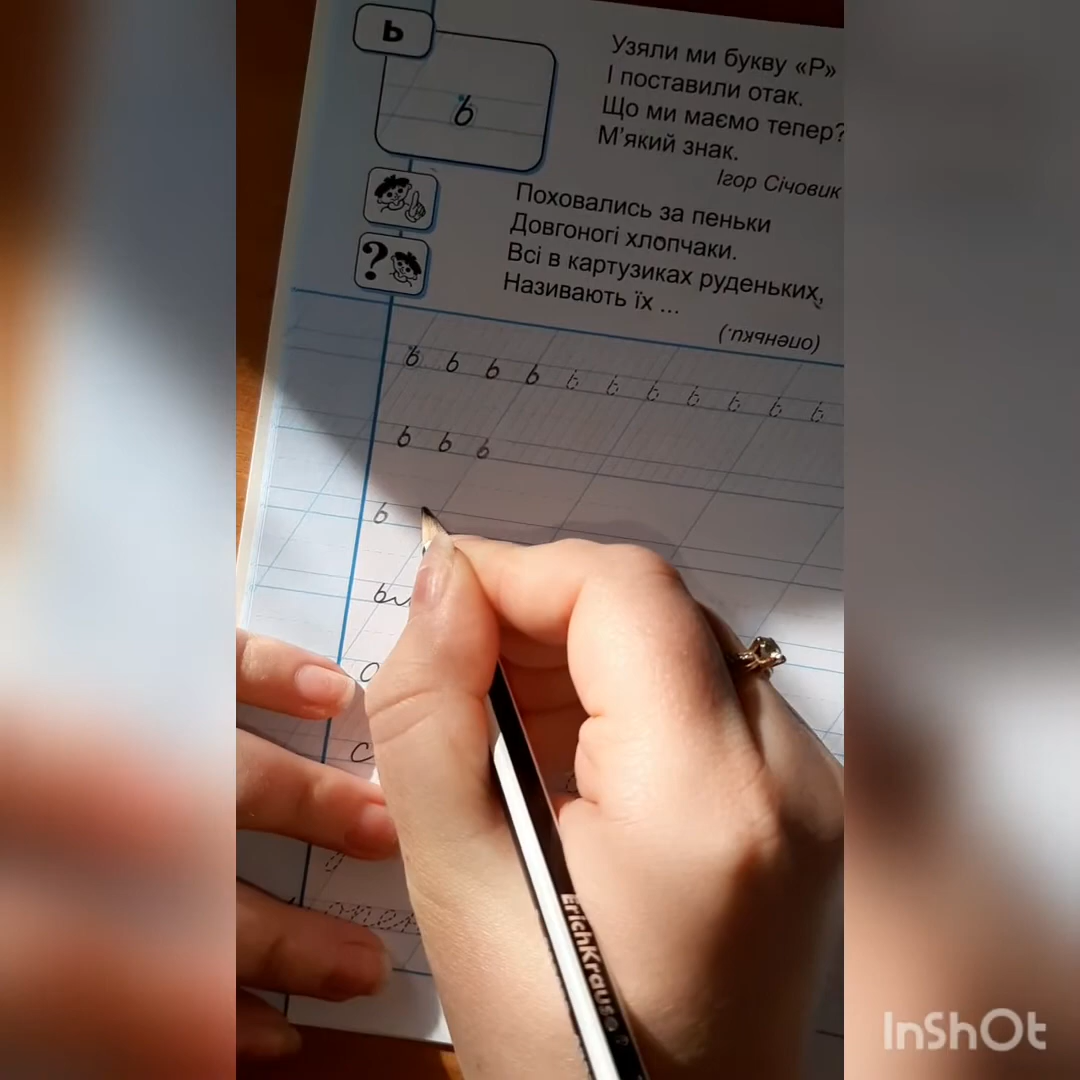 Ь
ь
Узяли ми букву «Р»
І поставили отак.
Що ми маємо тепер?
М'який знак.
Ігор Січовик
?
Поховались за пеньки
Довгоногі хлопчаки.
Всі в картузиках руденьких,
Називають їх ...
(опеньки.)
ь ь ь ь ь ь ь ь ь ь ь
ь ь ь
ь
ErichKrause
InShOt